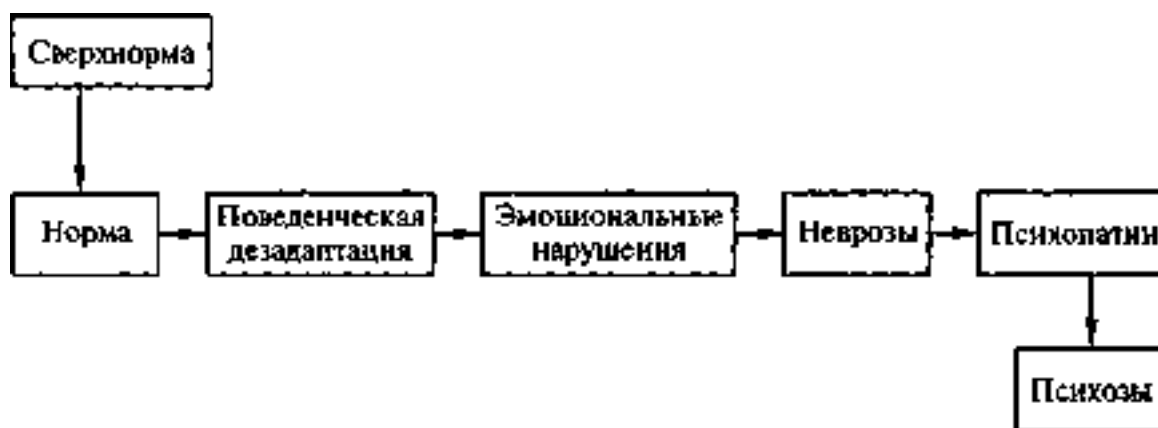 Сверхнорма
Норма
Поведенческая
дезадаптация
Эмоциональные
нарушения
Неврозы
Психопатии
Психозы